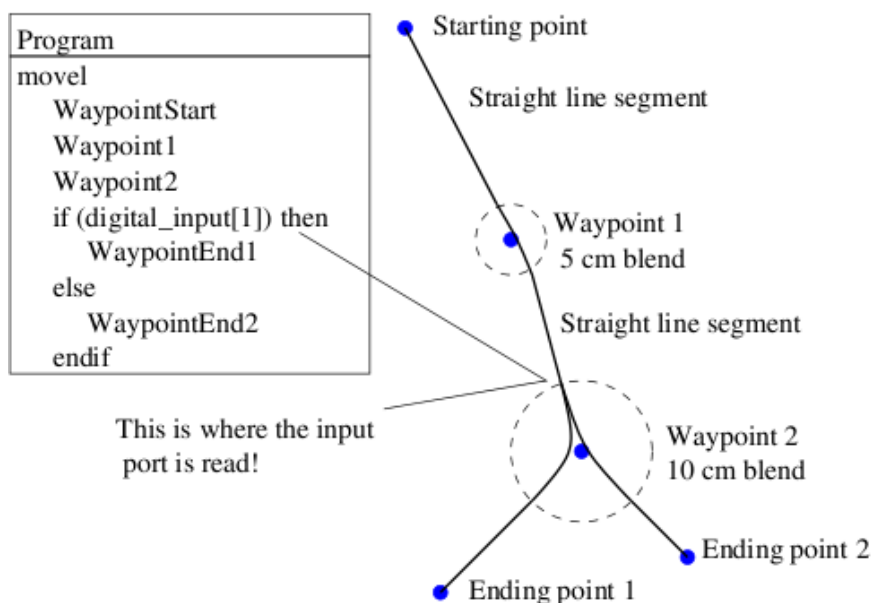 Program
movel
WaypointStart
Waypoint1
Waypoint2
if (digital_input[1]) then
WaypointEnd1
else
WaypointEnd2
endif
This is where the input
port is read!
Starting point
Straight line segment
Waypoint 1
5 cm blend
Straight line segment
Waypoint 2
10 cm blend
Ending point 2
Ending point 1